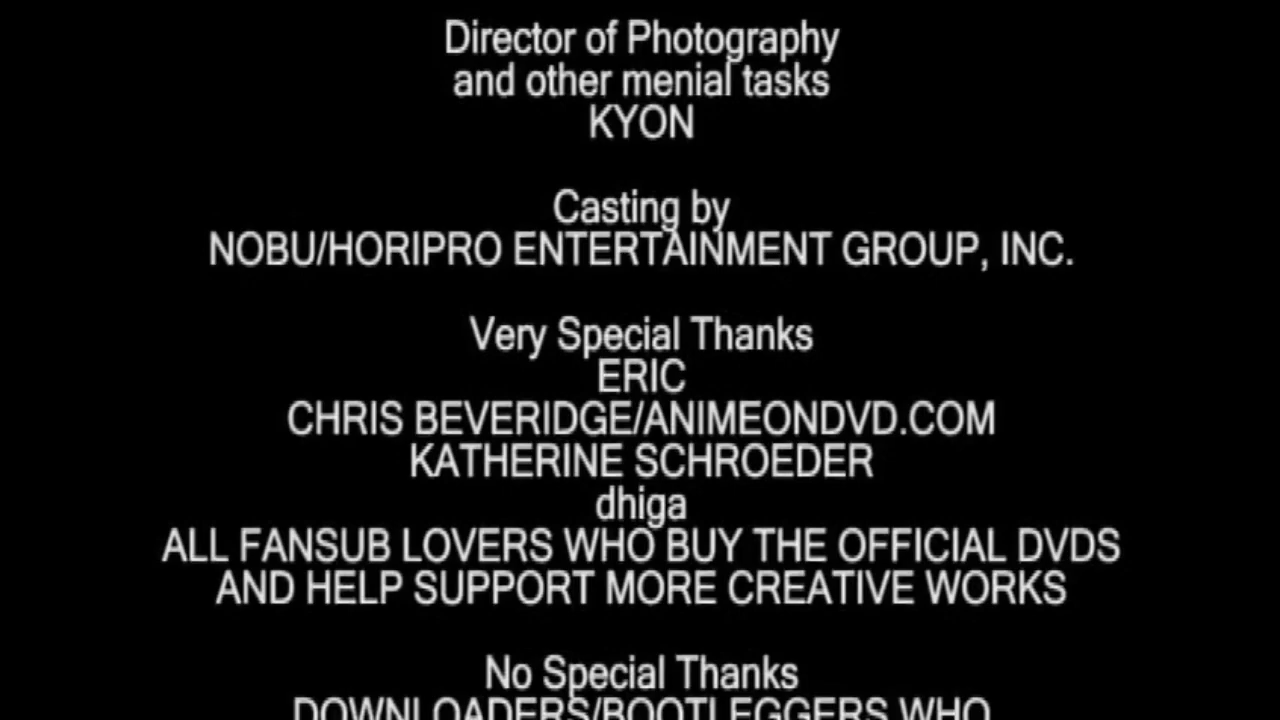 Director of Photography
and other menial tasks
KYON
Casting by
NOBU/HORIPRO ENTERTAINMENT GROUP, INC.
Very Special Thanks
ERIC
CHRIS BEVERIDGE/ANIMEONDVD.COM
KATHERINE SCHROEDER
dhiga
ALL FANSUB LOVERS WHO BUY THE OFFICIAL DVDS
AND HELP SUPPORT MORE CREATIVE WORKS
No Special Thanks
DOWNLOADERS/BOOTLEGGERS WHO